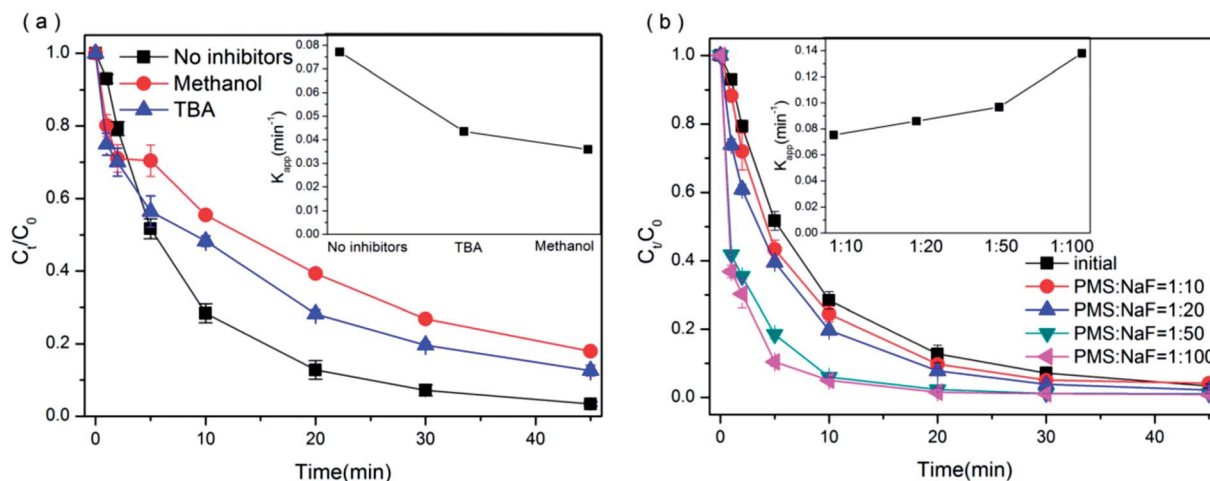 ( a )
No inhibitors
Methanol
TBA
0.08
0.07
0.06
0.05
0.04
0.03
0.02
0.01
0.00
Kapp(min-1)
No inhibitors TBA Methanol
1.0
0.8
0.6
0.4
0.2
0.0
Ct/C0
0 10 20 30 40
Time(min)
( b )
0.14
0.12
0.10
0.08
0.06
0.04
0.02
0.00
Kapp(min-1)
1:10 1:20 1:50 1:100
initial
PMS:NaF=1:10
PMS:NaF=1:20
PMS:NaF=1:50
PMS:NaF=1:100
1.0
0.8
0.6
0.4
0.2
0.0
Ct/C0
0 10 20 30 40
Time(min)